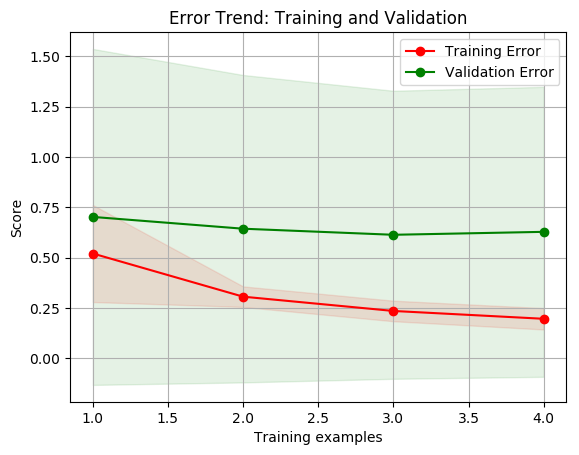 Error Trend: Training and Validation
Training Error
Validation Error
Score
1.50
1.25
1.00
0.75
0.50
0.25
0.00
1.0 1.5 2.0 2.5 3.0 3.5 4.0
Training examples